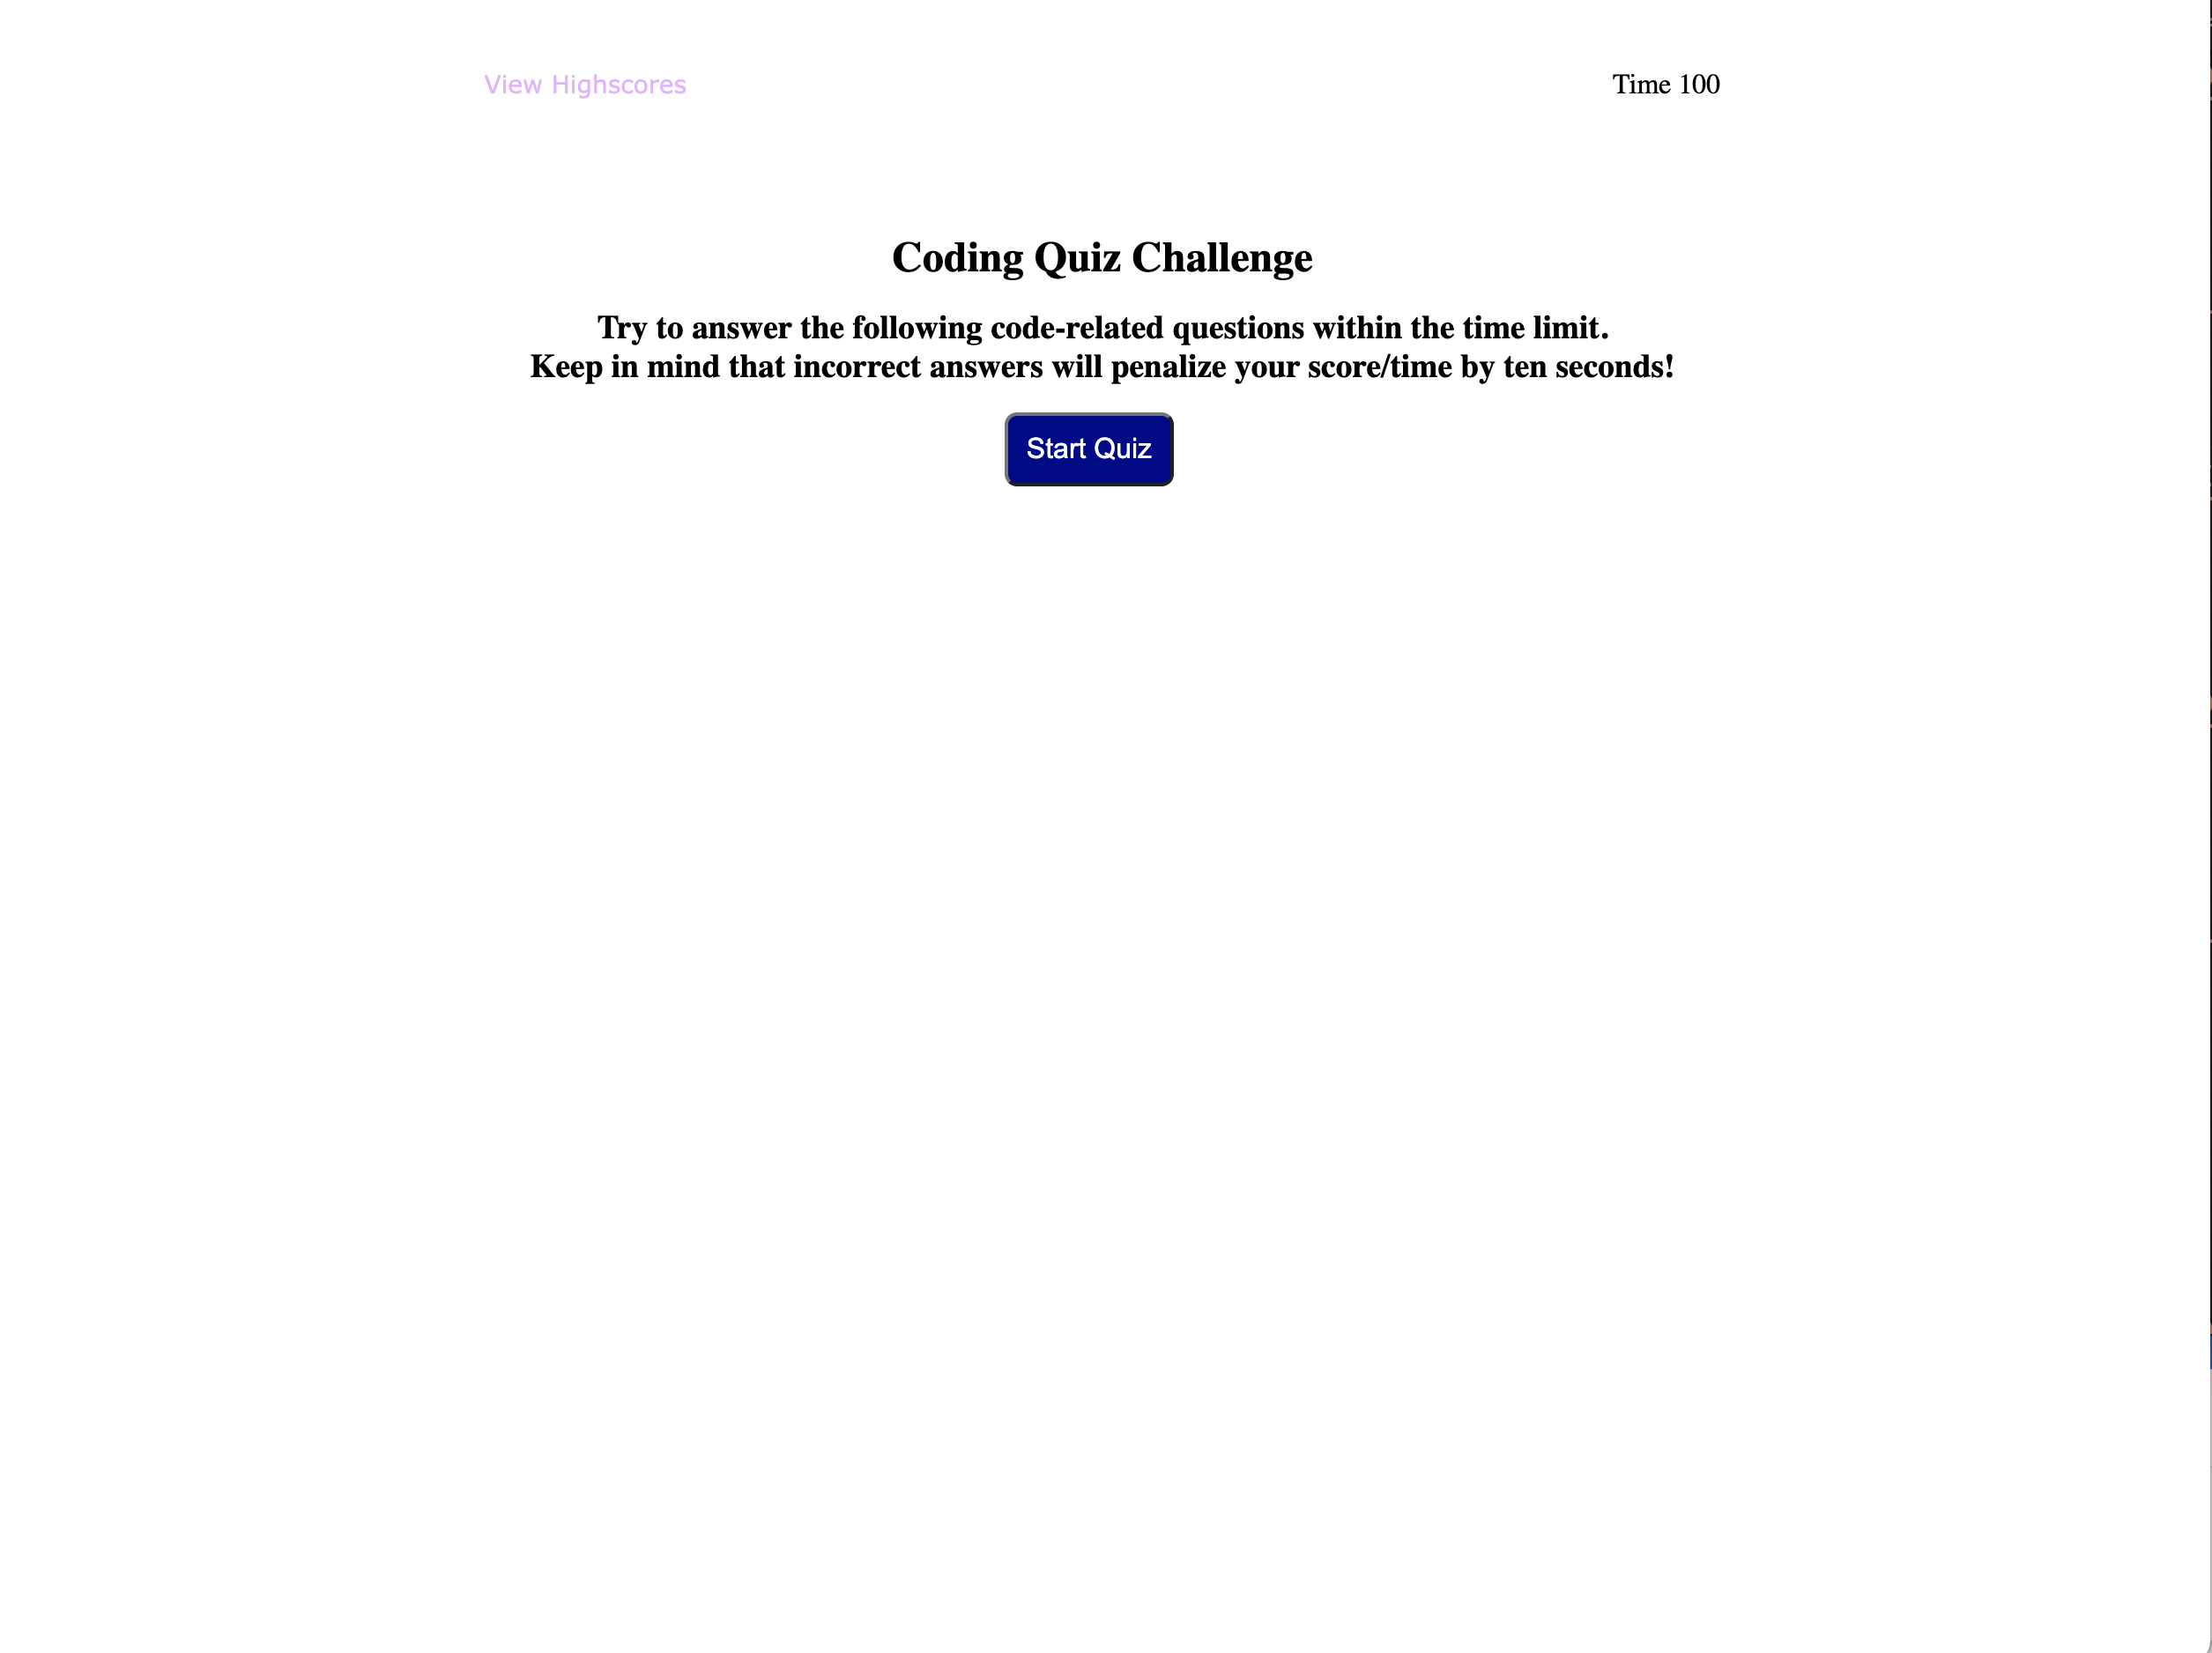 View Highscores
Time 100
Coding Quiz Challenge
Try to answer the following code-related questions within the time limit.
Keep in mind that incorrect answers will penalize your score/time by ten seconds!
Start Quiz